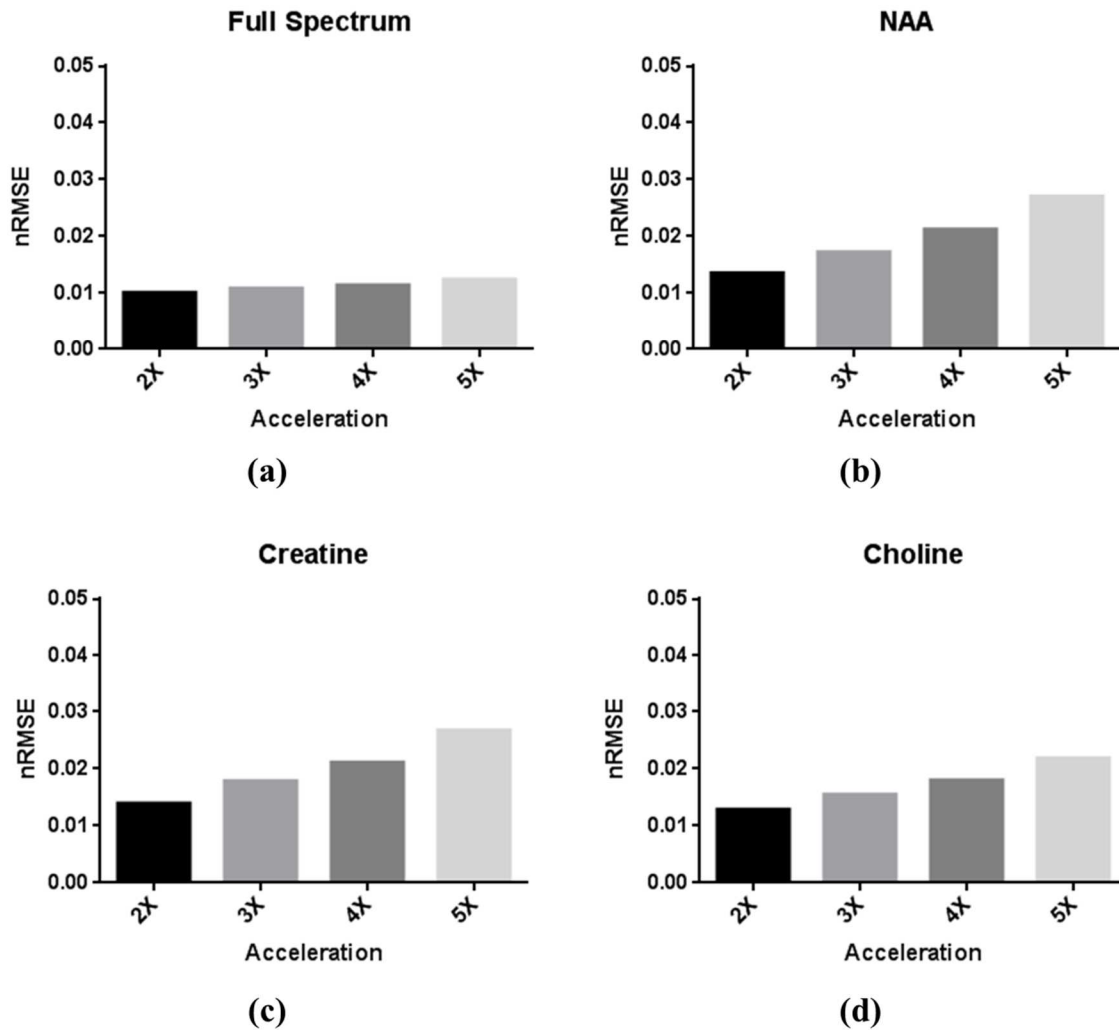 Full Spectrum
0.05
0.04
0.03
0.02
0.01
0.00
nRMSE
2X
3X
4X
5X
Acceleration
(a)
NAA
0.05
0.04
0.03
0.02
0.01
0.00
nRMSE
2X
3X
4X
5X
Acceleration
(b)
Creatine
0.05
0.04
0.03
0.02
0.01
0.00
nRMSE
2X
3X
4X
5X
Acceleration
(c)
Choline
0.05
0.04
0.03
0.02
0.01
0.00
nRMSE
2X
3X
4X
5X
Acceleration
(d)